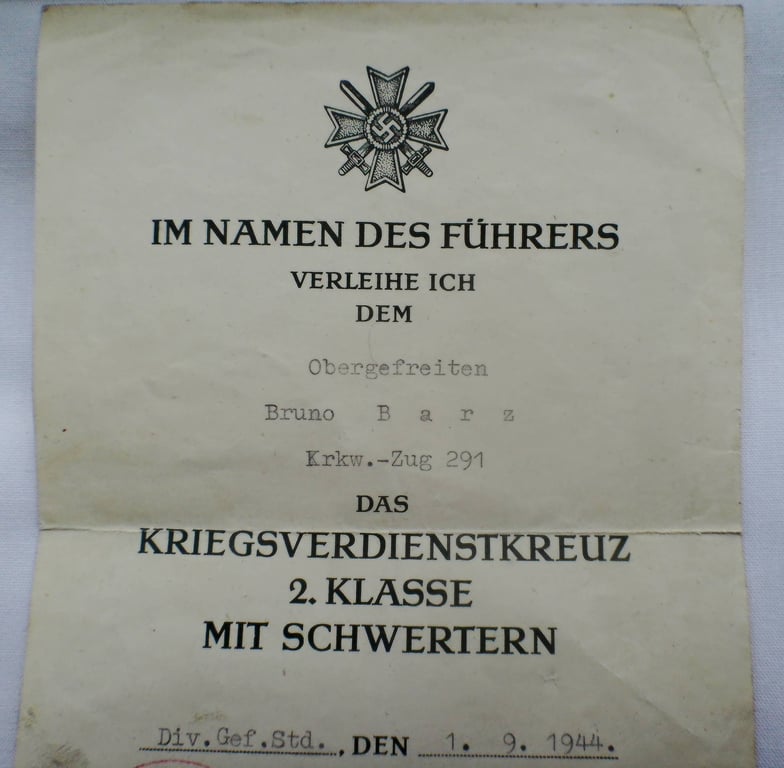 IM NAMEN DES FÜHRERS
VERLEIHE ICH
DEM
Obergefreiten
Bruno B a r z
Krkw.-Zug 291
DAS
KRIEGSVERDIENSTKREUZ
2. KLASSE
MIT SCHWERTERN
Div.Gef.Std. , DEN 1. 9. 1944.